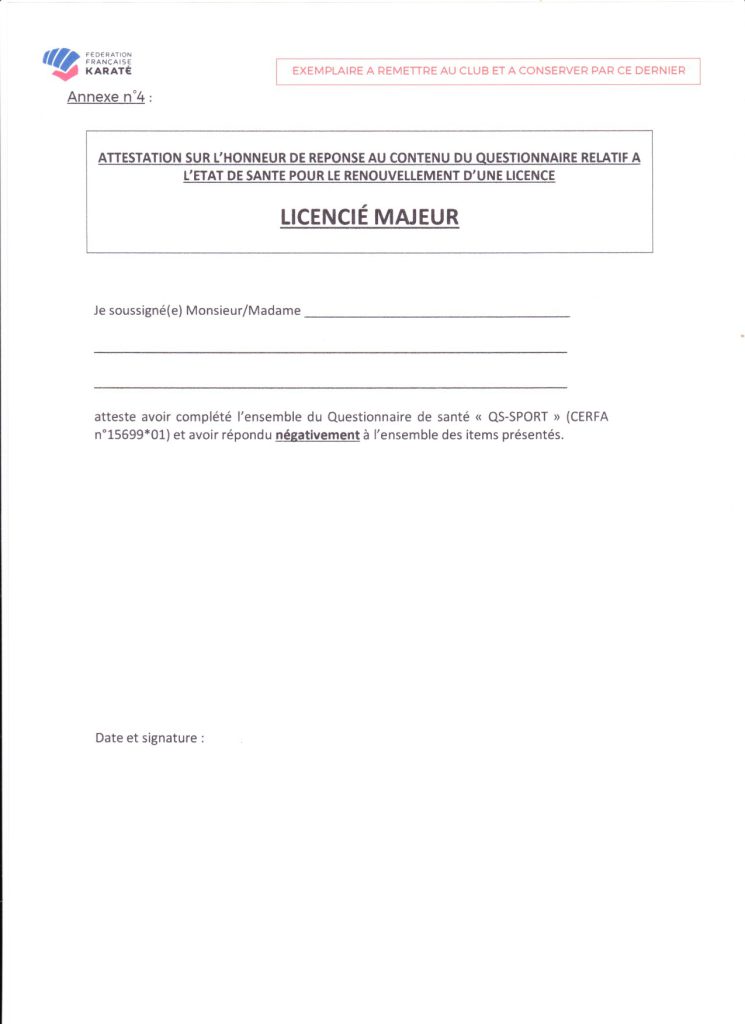 FÉDÉRATION
FRANÇAISE
KARATÉ
EXEMPLAIRE A REMETTRE AU CLUB ET A CONSERVER PAR CE DERNIER
Annexe n°4 :
ATTESTATION SUR L'HONNEUR DE REPONSE AU CONTENU DU QUESTIONNAIRE RELATIF A
L'ETAT DE SANTE POUR LE RENOUVELLEMENT D'UNE LICENCE
LICENCIÉ MAJEUR
Je soussigné(e) Monsieur/Madame
atteste avoir complété l'ensemble du Questionnaire de santé « QS-SPORT » (CERFA
n°15699*01) et avoir répondu négativement à l'ensemble des items présentés.
Date et signature :